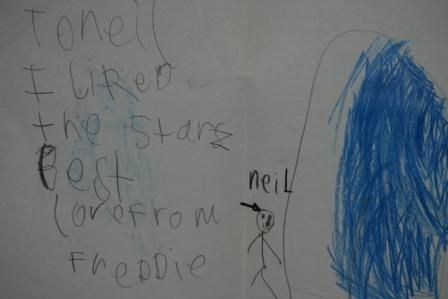 Toneil
I LikeD
the Stars
Best
lovefrom
FReDDie
neiL